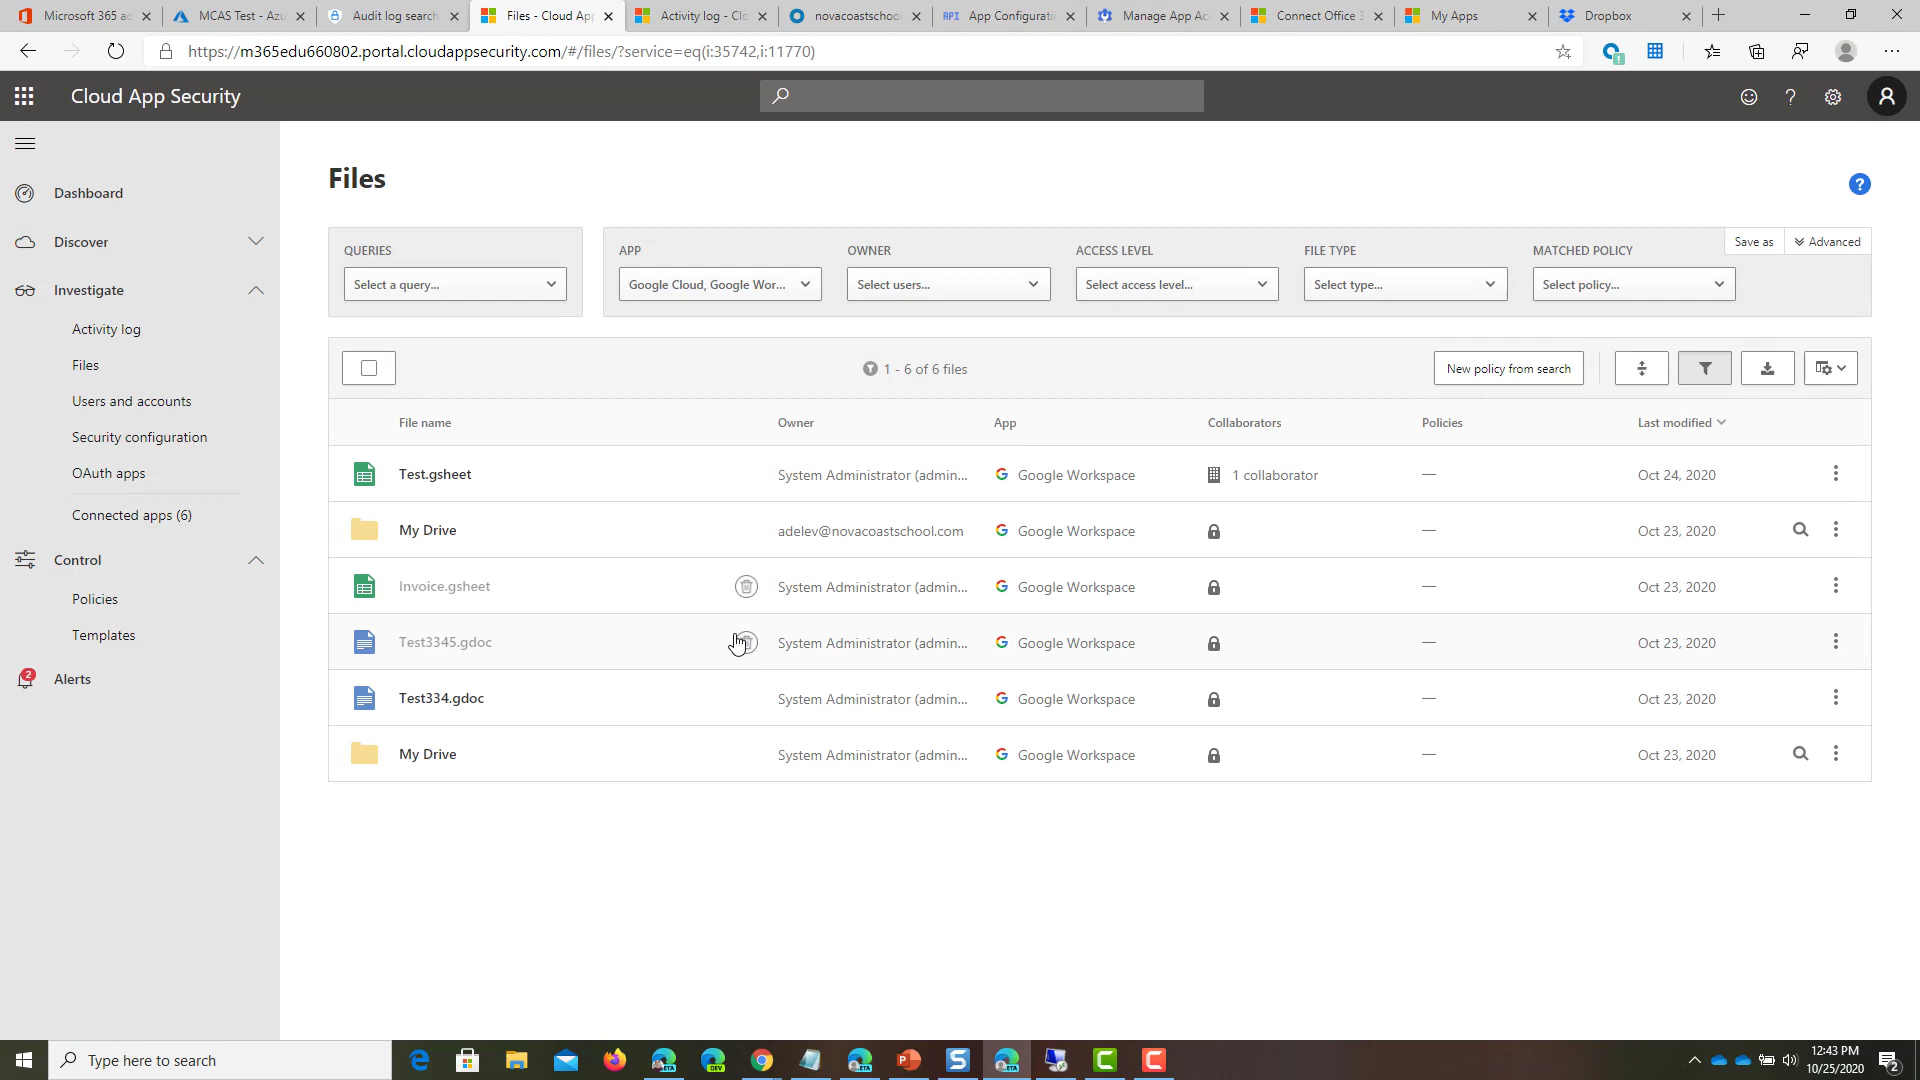 Microsoft 365 ad
MCAS Test - Azu
Audit log search
Files - Cloud Ap
Activity log - Clo
novacoastschool.
API
App Configuratio
Manage App Ac
Connect Office 3
My Apps
Dropbox
https://m365edu660802.portal.cloudappsecurity.com/#/files/?service=eq(i:35742,i:11770)
Cloud App Security
Dashboard
Discover
Investigate
Activity log
Files
Users and accounts
Security configuration
OAuth apps
Connected apps (6)
Control
Policies
Templates
2
Alerts
Files
QUERIES
Select a query...
APP
Google Cloud, Google Wor...
OWNER
Select users...
ACCESS LEVEL
Select access level...
FILE TYPE
Select type...
MATCHED POLICY
Select policy...
Save as
Advanced
1 - 6 of 6 files
New policy from search
File name Owner App Collaborators Policies Last modified
Test.gsheet System Administrator (admin... Google Workspace 1 collaborator — Oct 24, 2020
My Drive adelev@novacoastschool.com Google Workspace — Oct 23, 2020
Invoice.gsheet System Administrator (admin... Google Workspace — Oct 23, 2020
Test3345.gdoc System Administrator (admin... Google Workspace — Oct 23, 2020
Test334.gdoc System Administrator (admin... Google Workspace — Oct 23, 2020
My Drive System Administrator (admin... Google Workspace — Oct 23, 2020
Type here to search
12:43 PM
10/25/2020
2